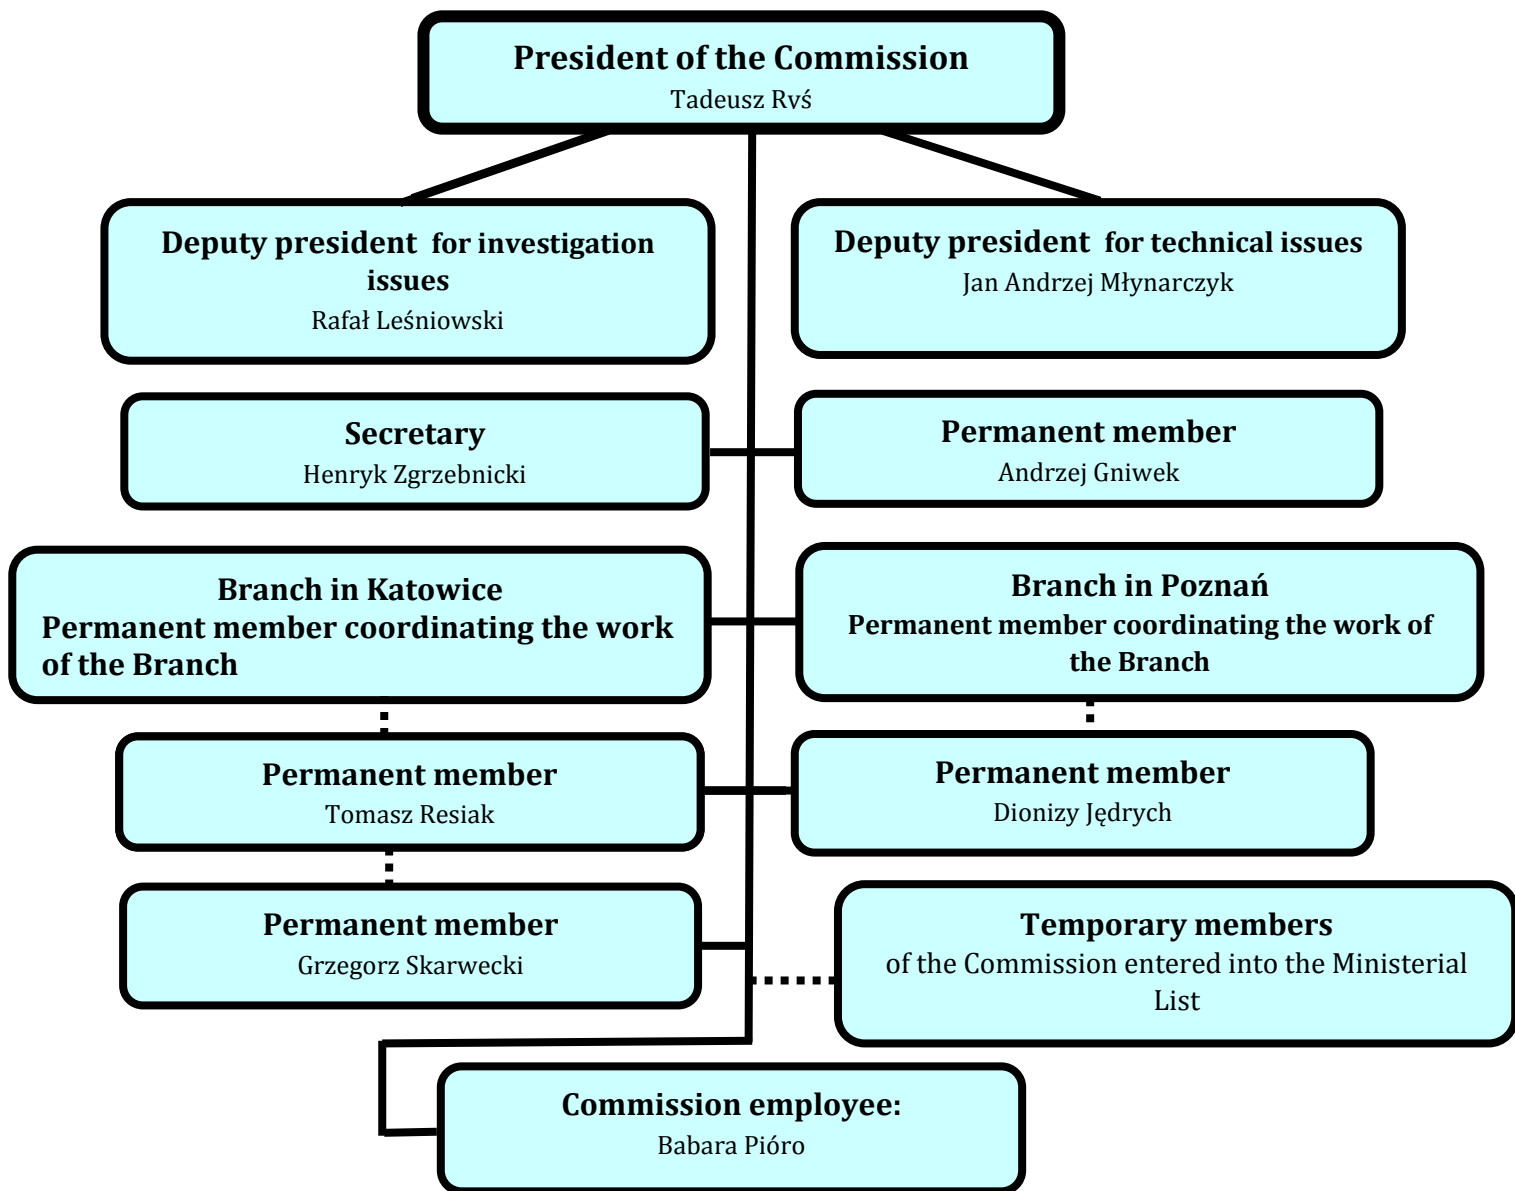 President of the Commission
Tadeusz Rvś
Deputy president for investigation
issues
Rafał Leśniowski
Deputy president for technical issues
Jan Andrzej Młynarczyk
Secretary
Henryk Zgrzebnicki
Permanent member
Andrzej Gniwek
Branch in Katowice
Permanent member coordinating the work
of the Branch
Branch in Poznań
Permanent member coordinating the work of
the Branch
Permanent member
Tomasz Resiak
Permanent member
Dionizy Jędrych
Permanent member
Grzegorz Skarwecki
Temporary members
of the Commission entered into the Ministerial
List
Commission employee:
Babara Pióro